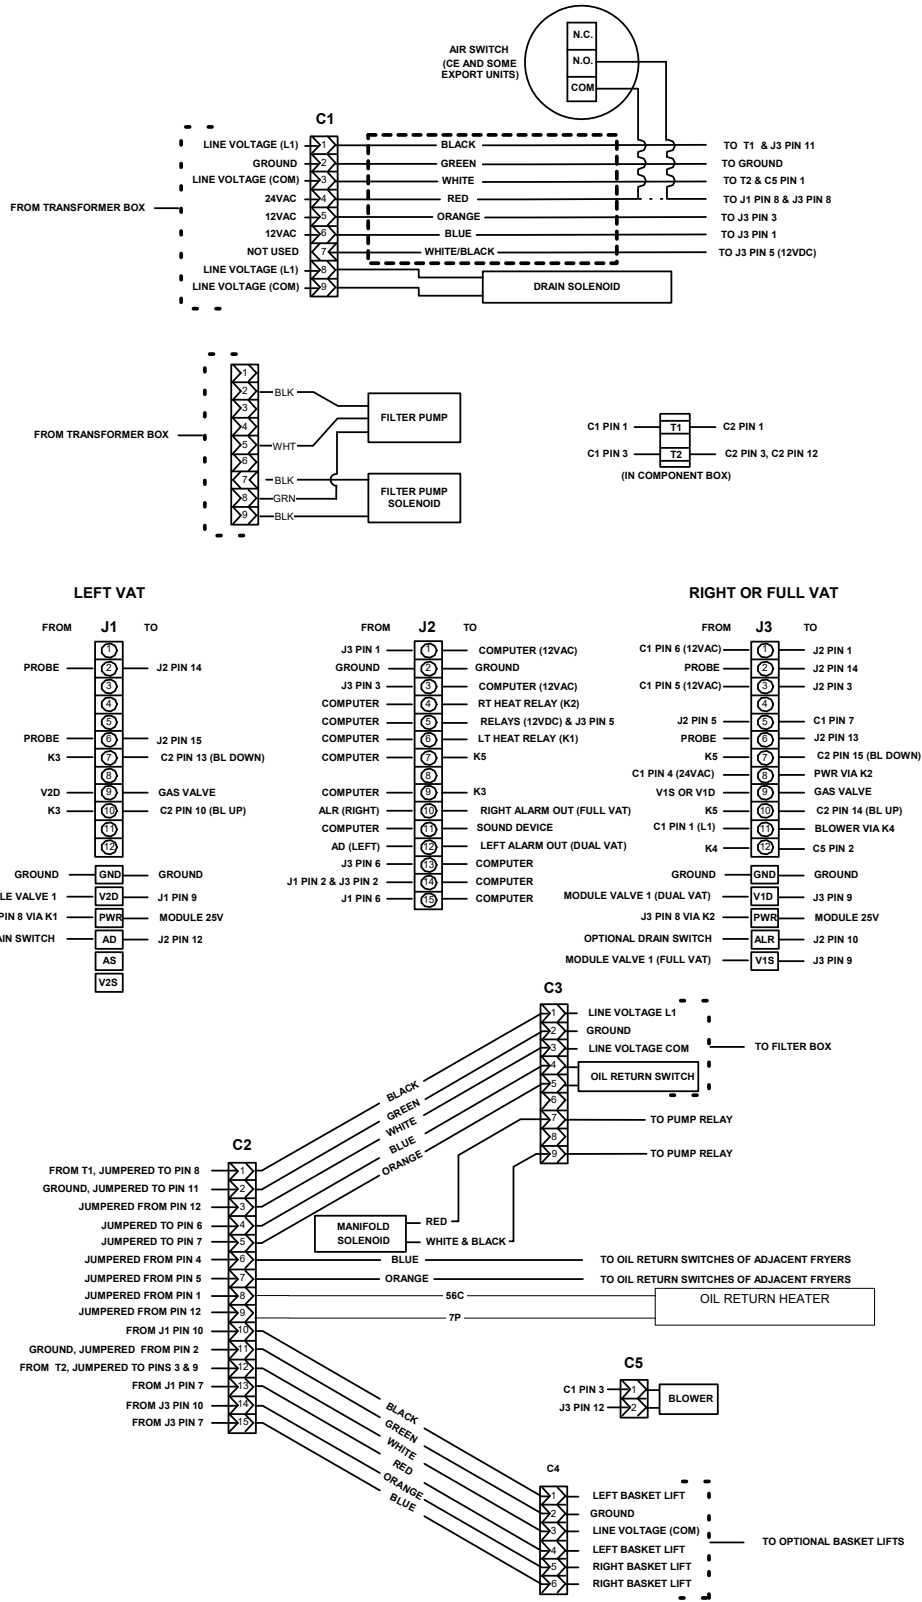 N.C.
AIR SWITCH
(CE AND SOME
EXPORT UNITS)
N.O.
COM
C1
LINE VOLTAGE (L1) 1 BLACK TO T1 & J3 PIN 11
GROUND 2 GREEN TO GROUND
LINE VOLTAGE (COM) 3 WHITE TO T2 & C5 PIN 1
24VAC 4 RED TO J1 PIN 8 & J3 PIN 8
FROM TRANSFORMER BOX
12VAC 5 ORANGE TO J3 PIN 3
12VAC 6 BLUE TO J3 PIN 1
NOT USED 7 WHITE/BLACK TO J3 PIN 5 (12VDC)
LINE VOLTAGE (L1) 8
LINE VOLTAGE (COM) 9
DRAIN SOLENOID
FROM TRANSFORMER BOX
1
2 BLK
3
4
5 WHT
6
7 BLK
8 GRN
9 BLK
FILTER PUMP
FILTER PUMP
SOLENOID
C1 PIN 1 T1 C2 PIN 1
C1 PIN 3 T2 C2 PIN 3, C2 PIN 12
(IN COMPONENT BOX)
LEFT VAT
FROM J1 TO
1
PROBE 2 J2 PIN 14
3
4
5
PROBE 6 J2 PIN 15
K3 7 C2 PIN 13 (BL DOWN)
8
V2D 9 GAS VALVE
K3 10 C2 PIN 10 (BL UP)
11
12
GROUND GND GROUND
LE VALVE 1 V2D J1 PIN 9
PIN 8 VIA K1 PWR MODULE 25V
AIN SWITCH AD J2 PIN 12
AS
V2S
FROM J2 TO
J3 PIN 1 1 COMPUTER (12VAC)
GROUND 2 GROUND
J3 PIN 3 3 COMPUTER (12VAC)
COMPUTER 4 RT HEAT RELAY (K2)
COMPUTER 5 RELAYS (12VDC) & J3 PIN 5
COMPUTER 6 LT HEAT RELAY (K1)
COMPUTER 7 K5
8
COMPUTER 9 K3
ALR (RIGHT) 10 RIGHT ALARM OUT (FULL VAT)
COMPUTER 11 SOUND DEVICE
AD (LEFT) 12 LEFT ALARM OUT (DUAL VAT)
J3 PIN 6 13 COMPUTER
J1 PIN 2 & J3 PIN 2 14 COMPUTER
J1 PIN 6 15 COMPUTER
RIGHT OR FULL VAT
FROM J3 TO
C1 PIN 6 (12VAC) 1 J2 PIN 1
PROBE 2 J2 PIN 14
C1 PIN 5 (12VAC) 3 J2 PIN 3
4
J2 PIN 5 5 C1 PIN 7
PROBE 6 J2 PIN 13
K5 7 C2 PIN 15 (BL DOWN)
C1 PIN 4 (24VAC) 8 PWR VIA K2
V1S OR V1D 9 GAS VALVE
K5 10 C2 PIN 14 (BL UP)
C1 PIN 1 (L1) 11 BLOWER VIA K4
K4 12 C5 PIN 2
GROUND GND GROUND
MODULE VALVE 1 (DUAL VAT) V1D J3 PIN 9
J3 PIN 8 VIA K2 PWR MODULE 25V
OPTIONAL DRAIN SWITCH ALR J2 PIN 10
MODULE VALVE 1 (FULL VAT) V1S J3 PIN 9
C3
1 LINE VOLTAGE L1
2 GROUND
3 LINE VOLTAGE COM
TO FILTER BOX
4
OIL RETURN SWITCH
5
6
7 TO PUMP RELAY
8
9 TO PUMP RELAY
BLACK
GREEN
WHITE
BLUE
ORANGE
C2
FROM T1, JUMPERED TO PIN 8 1
GROUND, JUMPERED TO PIN 11 2
JUMPERED FROM PIN 12 3
JUMPERED TO PIN 6 4
JUMPERED TO PIN 7 5
MANIFOLD
SOLENOID
RED
WHITE & BLACK
JUMPERED FROM PIN 4 6 BLUE TO OIL RETURN SWITCHES OF ADJACENT FRYERS
JUMPERED FROM PIN 5 7 ORANGE TO OIL RETURN SWITCHES OF ADJACENT FRYERS
JUMPERED FROM PIN 1 8 56C
OIL RETURN HEATER
JUMPERED FROM PIN 12 9 7P
FROM J1 PIN 10 10
GROUND, JUMPERED FROM PIN 2 11
FROM T2, JUMPERED TO PINS 3 & 9 12
FROM J1 PIN 7 13
FROM J3 PIN 10 14
FROM J3 PIN 7 15
C5
C1 PIN 3 1
BLOWER
J3 PIN 12 2
BLACK
GREEN
WHITE
RED
ORANGE
BLUE
C4
1 LEFT BASKET LIFT
2 GROUND
3 LINE VOLTAGE (COM)
TO OPTIONAL BASKET LIFTS
4 LEFT BASKET LIFT
5 RIGHT BASKET LIFT
6 RIGHT BASKET LIFT